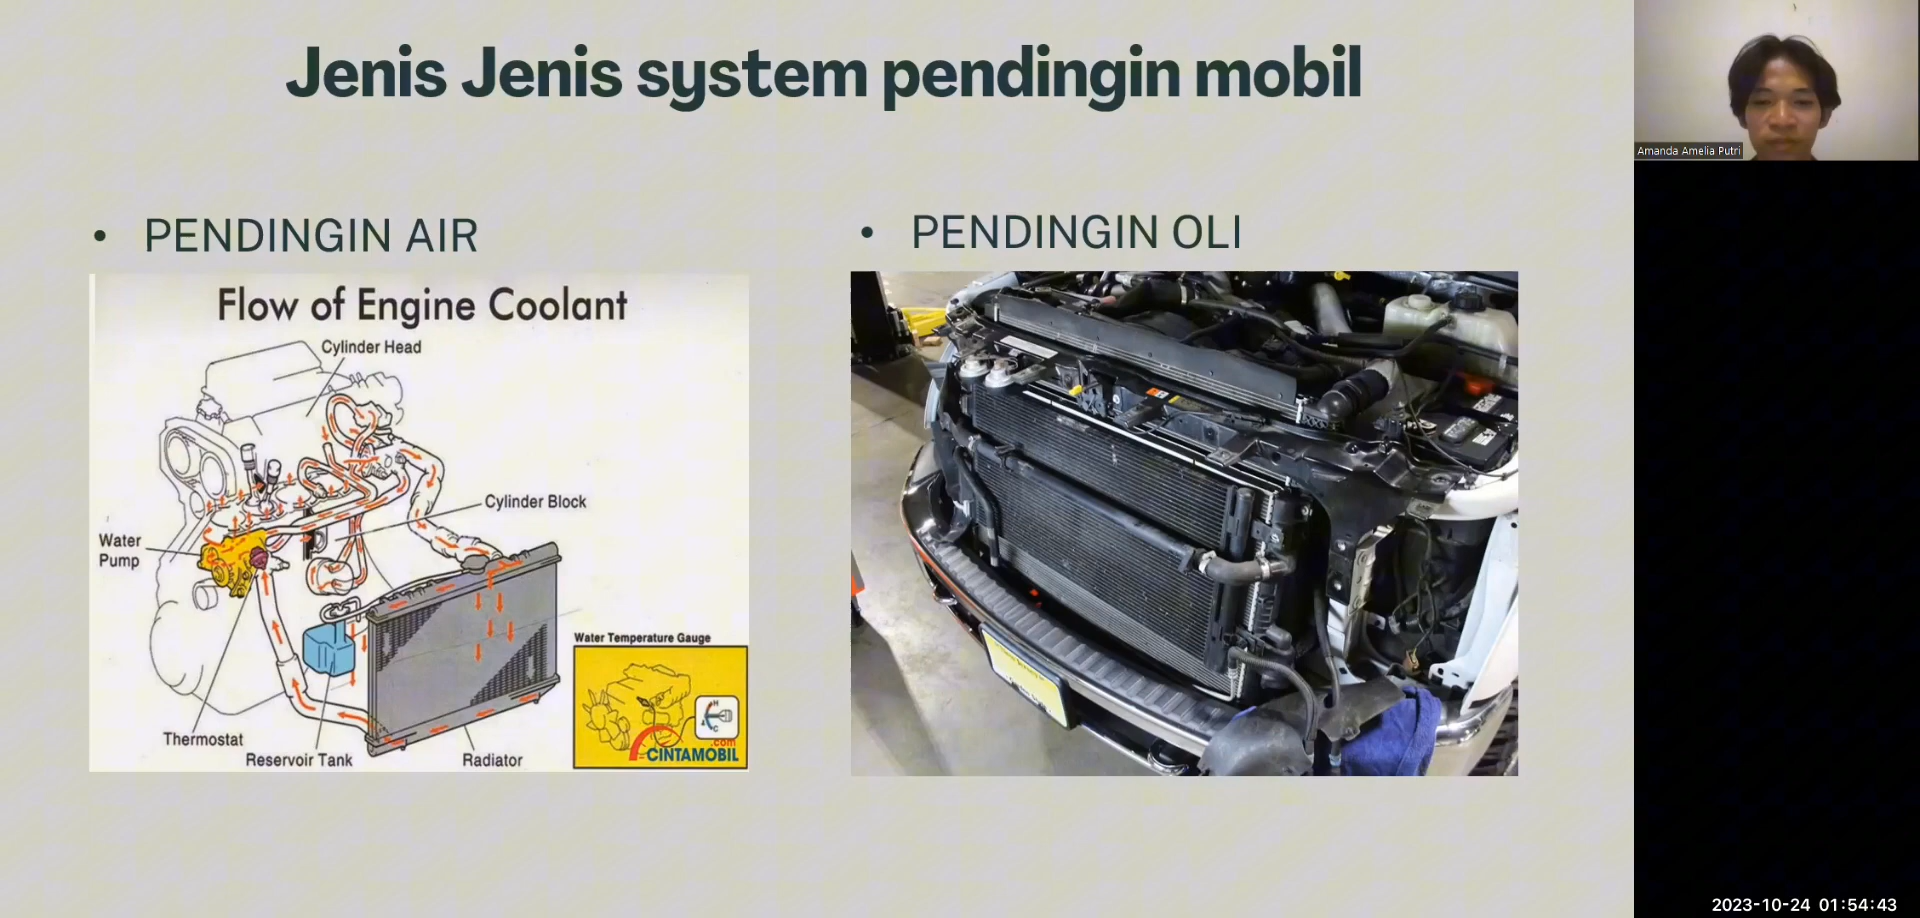 Jenis Jenis system pendingin mobil
Amanda Amelia Putri
• PENDINGIN AIR
• PENDINGIN OLI
Flow of Engine Coolant
Cylinder Head
Cylinder Block
Water
Pump
Water Temperature Gauge
H
C
.com
CINTAMOBIL
Thermostat
Reservoir Tank
Radiator
2023-10-24 01:54:43